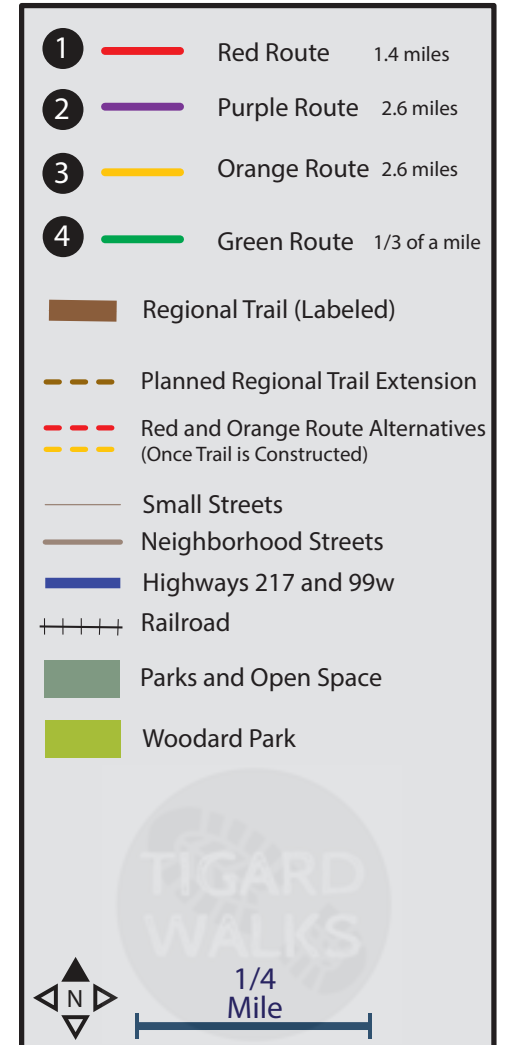 1 Red Route 1.4 miles
2 Purple Route 2.6 miles
3 Orange Route 2.6 miles
4 Green Route 1/3 of a mile
Regional Trail (Labeled)
Planned Regional Trail Extension
Red and Orange Route Alternatives
(Once Trail is Constructed)
Small Streets
Neighborhood Streets
Highways 217 and 99w
Railroad
Parks and Open Space
Woodard Park
TIGARD
WALKS
N
1/4
Mile